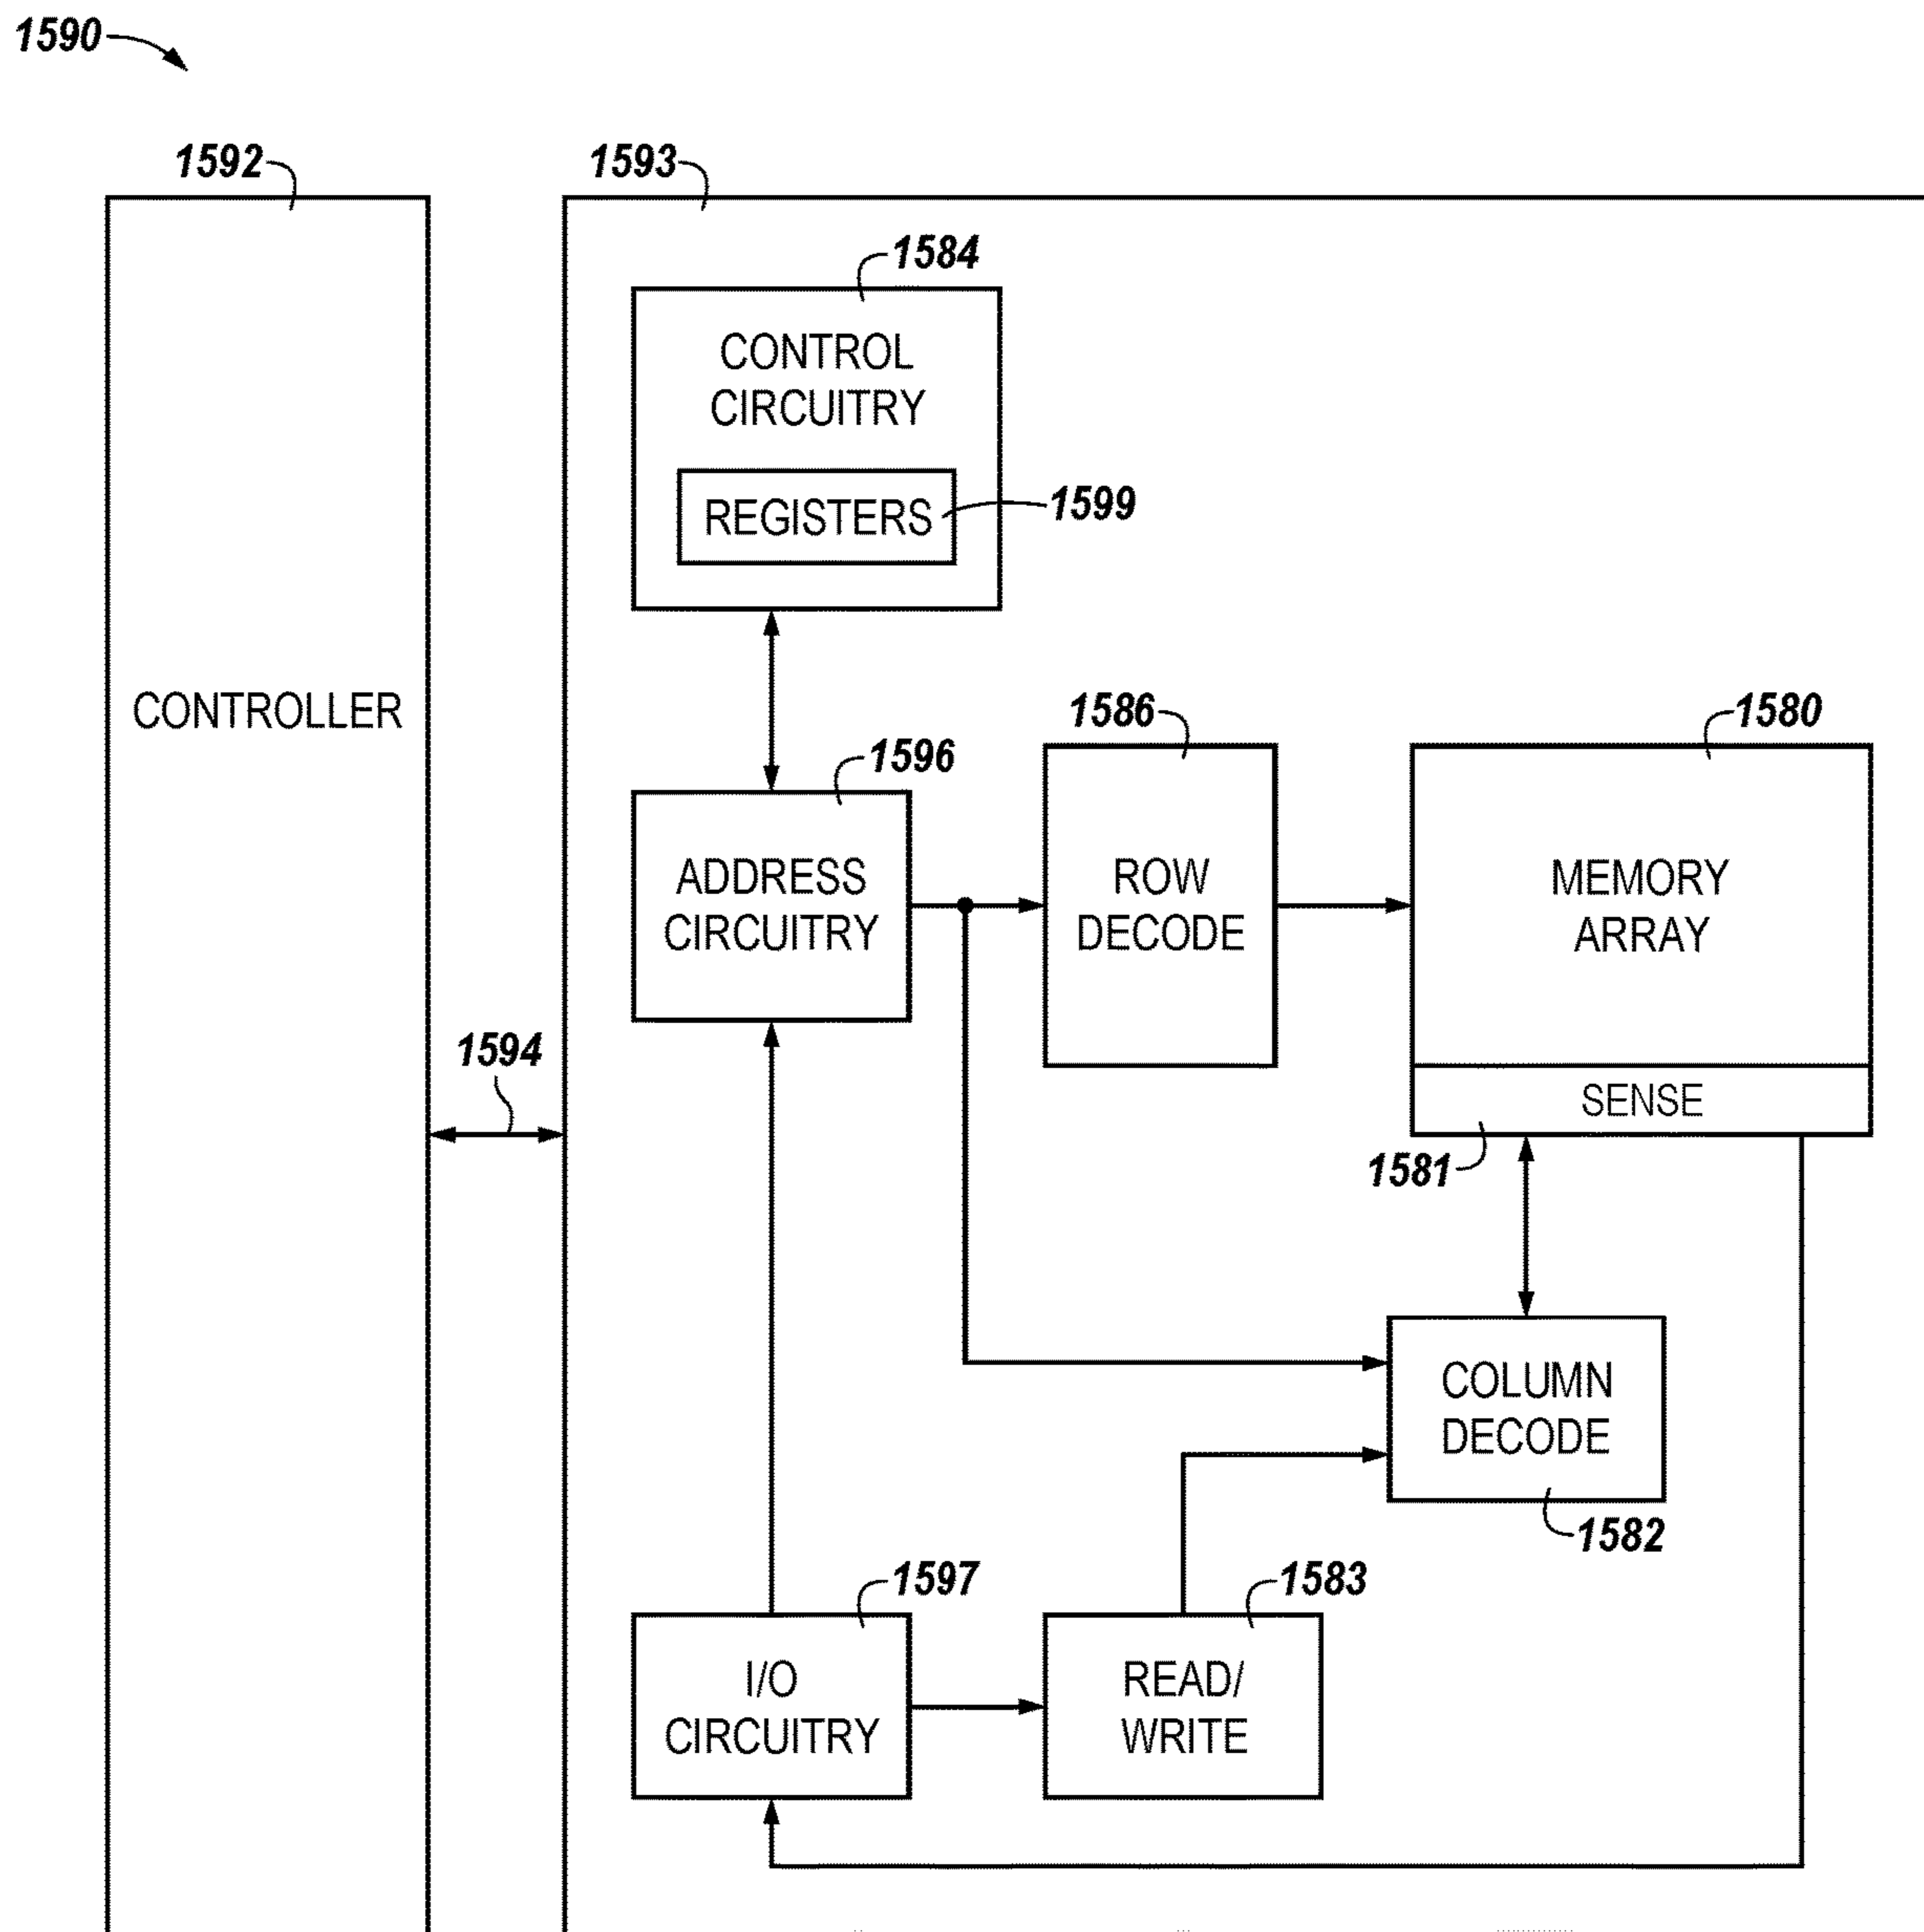 1590
1592
1593
1584
CONTROL
CIRCUITRY
REGISTERS
1599
CONTROLLER
1586
1580
1596
ADDRESS
CIRCUITRY
ROW
DECODE
MEMORY
ARRAY
1594
SENSE
1581
COLUMN
DECODE
1582
1597
1583
I/O
CIRCUITRY
READ/
WRITE